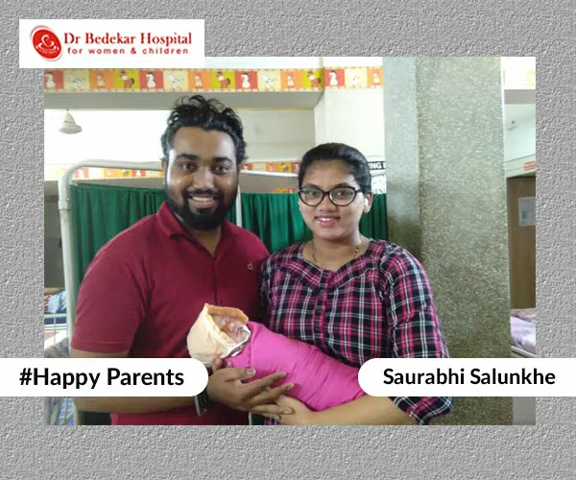 Dr Bedekar Hospital
for women & children
#Happy Parents
Saurabhi Salunkhe